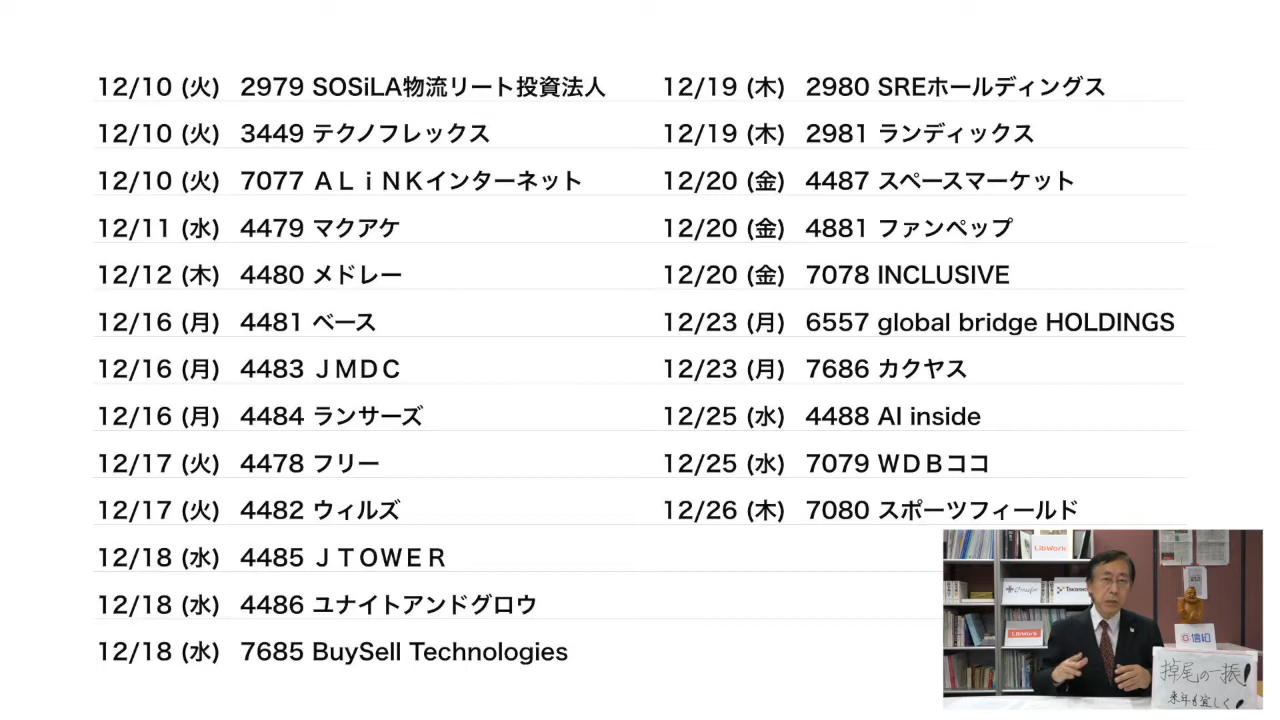 12/10 (火) 2979 SOSiLA物流リート投資法人
12/10 (火) 3449 テクノフレックス
12/10 (火) 7077 ＡＬｉＮＫインターネット
12/11 (水) 4479 マクアケ
12/12 (木) 4480 メドレー
12/16 (月) 4481 ベース
12/16 (月) 4483 ＪＭＤＣ
12/16 (月) 4484 ランサーズ
12/17 (火) 4478 フリー
12/17 (火) 4482 ウィルズ
12/18 (水) 4485 ＪＴＯＷＥＲ
12/18 (水) 4486 ユナイトアンドグロウ
12/18 (水) 7685 BuySell Technologies
12/19 (木) 2980 SREホールディングス
12/19 (木) 2981 ランディックス
12/20 (金) 4487 スペースマーケット
12/20 (金) 4881 ファンペップ
12/20 (金) 7078 INCLUSIVE
12/23 (月) 6557 global bridge HOLDINGS
12/23 (月) 7686 カクヤス
12/25 (水) 4488 AI inside
12/25 (水) 7079 ＷＤＢココ
12/26 (木) 7080 スポーツフィールド
LibWork
LibWork
信和
掉尾の一振!
来年も宜しく!